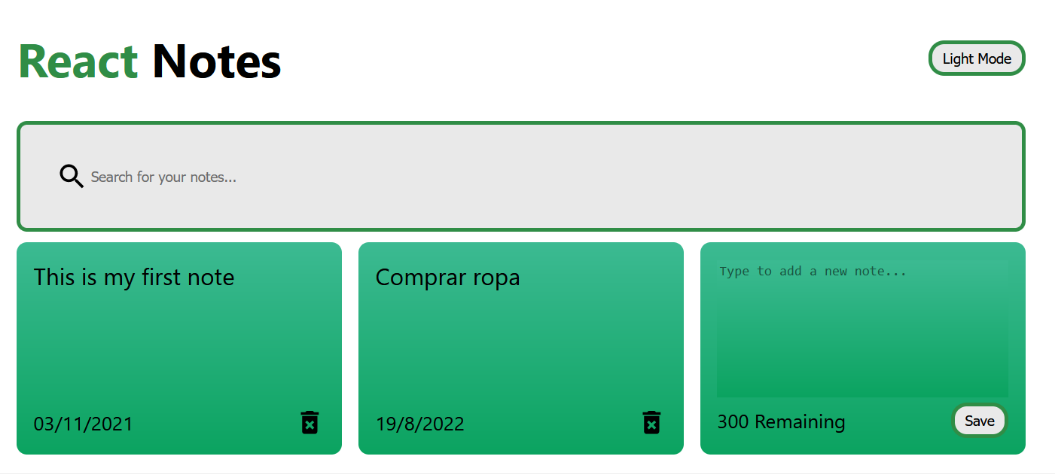 React Notes
Light Mode
Search for your notes...
This is my first note
03/11/2021
Comprar ropa
19/8/2022
Type to add a new note...
300 Remaining
Save